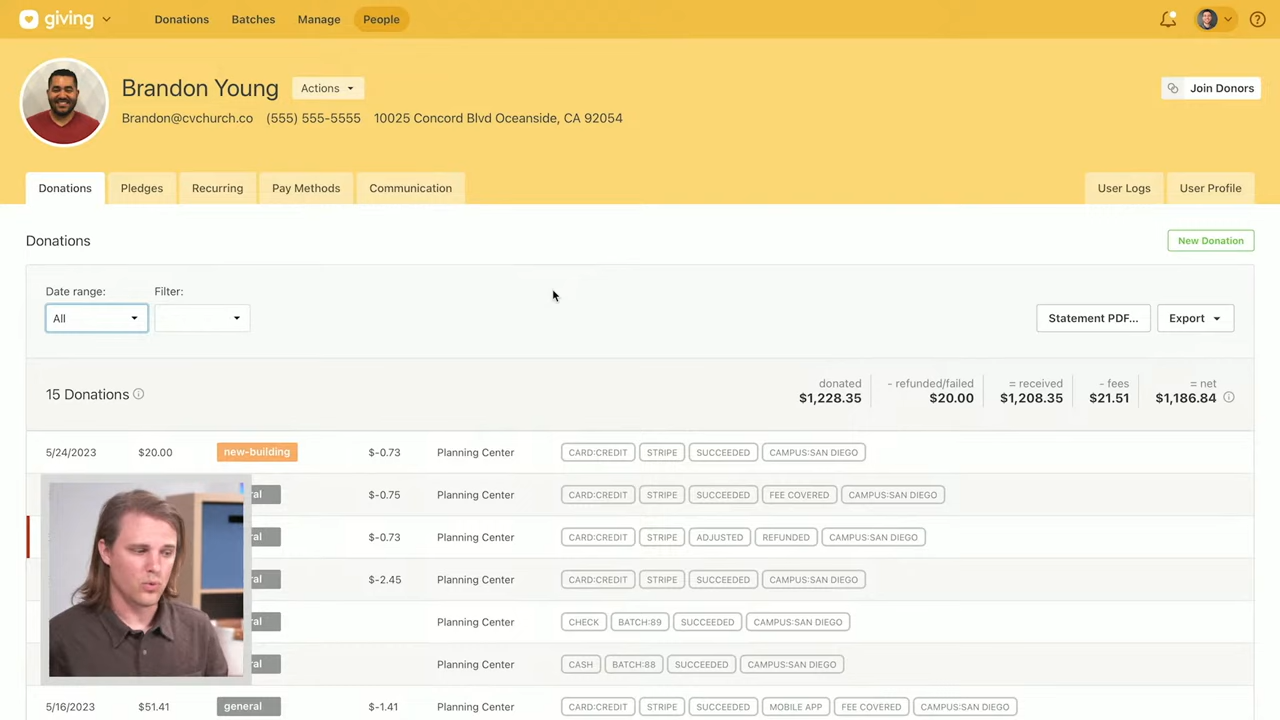 giving Donations Batches Manage People
Brandon Young Actions Join Donors
Brandon@cvchurch.co (555) 555-5555 10025 Concord Blvd Oceanside, CA 92054
Donations Pledges Recurring Pay Methods Communication User Logs User Profile
Donations New Donation
Date range: Filter:
All Statement PDF... Export
15 Donations donated $1,228.35 - refunded/failed $20.00 = received $1,208.35 - fees $21.51 = net $1,186.84
5/24/2023 $20.00 new-building $-0.73 Planning Center CARD:CREDIT STRIPE SUCCEEDED CAMPUS:SAN DIEGO
al $-0.75 Planning Center CARD:CREDIT STRIPE SUCCEEDED FEE COVERED CAMPUS:SAN DIEGO
al $-0.73 Planning Center CARD:CREDIT STRIPE ADJUSTED REFUNDED CAMPUS:SAN DIEGO
al $-2.45 Planning Center CARD:CREDIT STRIPE SUCCEEDED CAMPUS:SAN DIEGO
al Planning Center CHECK BATCH:89 SUCCEEDED CAMPUS:SAN DIEGO
al Planning Center CASH BATCH:88 SUCCEEDED CAMPUS:SAN DIEGO
5/16/2023 $51.41 general $-1.41 Planning Center CARD:CREDIT STRIPE SUCCEEDED MOBILE APP FEE COVERED CAMPUS:SAN DIEGO